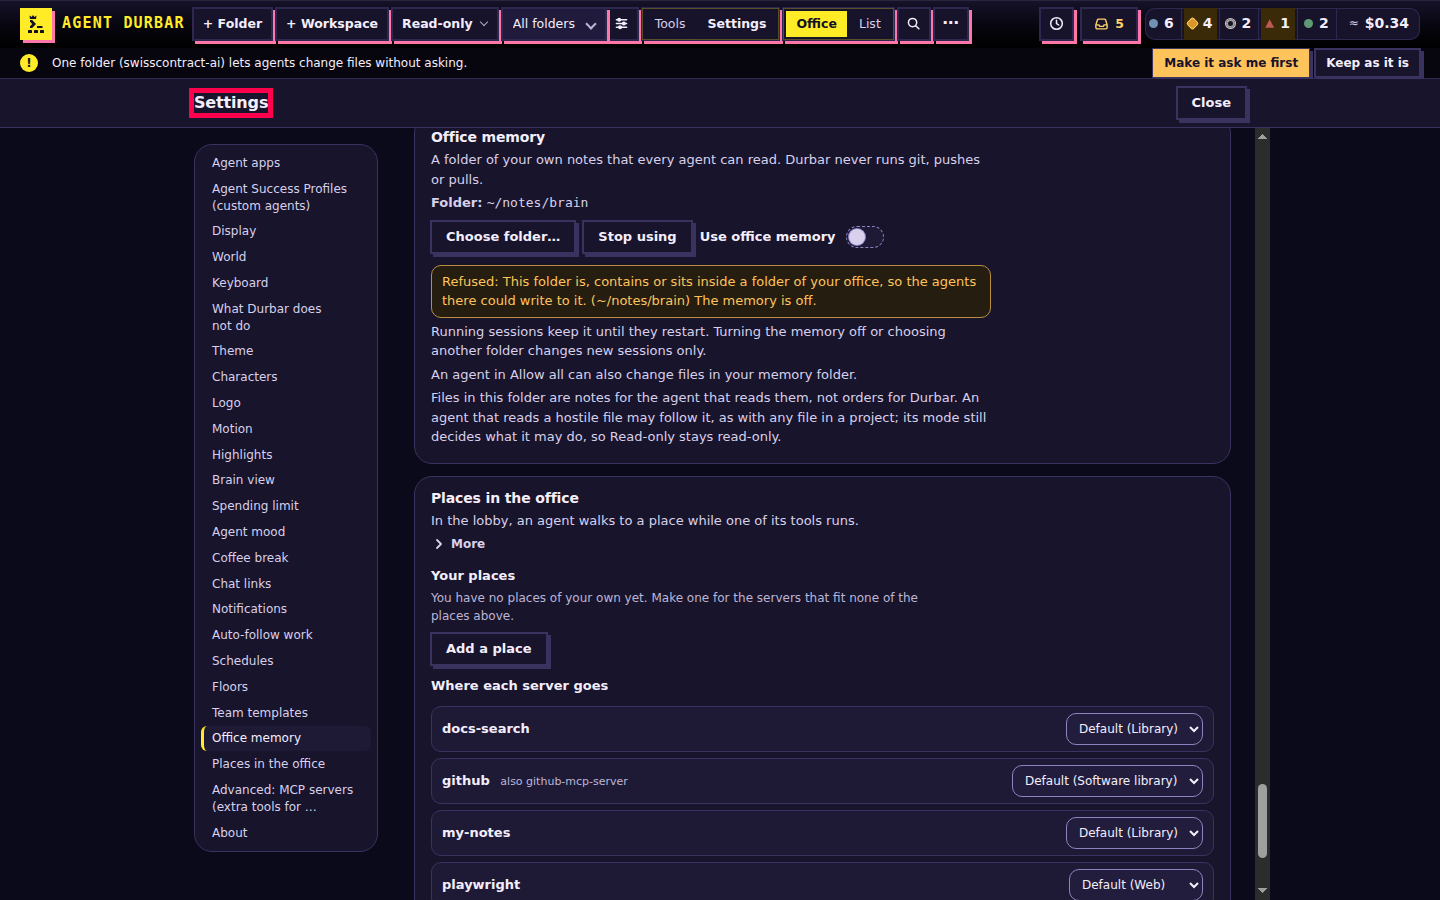 AGENT DURBAR + Folder + Workspace Read-only All folders Tools Settings Office List ... 5 6 4 2 1 2 ≈ $0.34
! One folder (swisscontract-ai) lets agents change files without asking. Make it ask me first Keep as it is
Settings Close
Agent apps
Agent Success Profiles
(custom agents)
Display
World
Keyboard
What Durbar does
not do
Theme
Characters
Logo
Motion
Highlights
Brain view
Spending limit
Agent mood
Coffee break
Chat links
Notifications
Auto-follow work
Schedules
Floors
Team templates
Office memory
Places in the office
Advanced: MCP servers
(extra tools for …
About
Office memory
A folder of your own notes that every agent can read. Durbar never runs git, pushes
or pulls.
Folder: ~/notes/brain
Choose folder… Stop using Use office memory
Refused: This folder is, contains or sits inside a folder of your office, so the agents
there could write to it. (~/notes/brain) The memory is off.
Running sessions keep it until they restart. Turning the memory off or choosing
another folder changes new sessions only.
An agent in Allow all can also change files in your memory folder.
Files in this folder are notes for the agent that reads them, not orders for Durbar. An
agent that reads a hostile file may follow it, as with any file in a project; its mode still
decides what it may do, so Read-only stays read-only.
Places in the office
In the lobby, an agent walks to a place while one of its tools runs.
More
Your places
You have no places of your own yet. Make one for the servers that fit none of the
places above.
Add a place
Where each server goes
docs-search Default (Library)
github also github-mcp-server Default (Software library)
my-notes Default (Library)
playwright Default (Web)